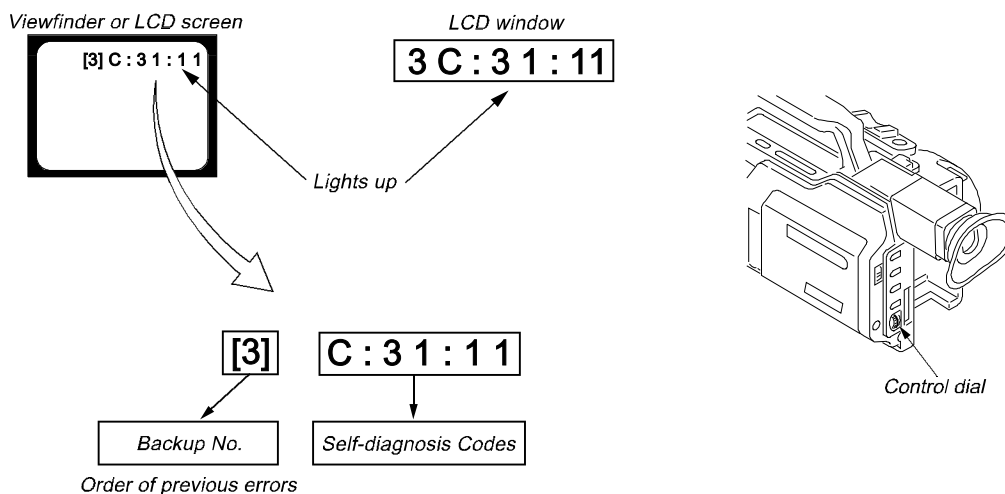 Viewfinder or LCD screen
[3] C : 3 1 : 1 1
LCD window
3 C : 3 1 : 11
Lights up
[3]
C : 3 1 : 1 1
Control dial
Backup No.
Self-diagnosis Codes
Order of previous errors